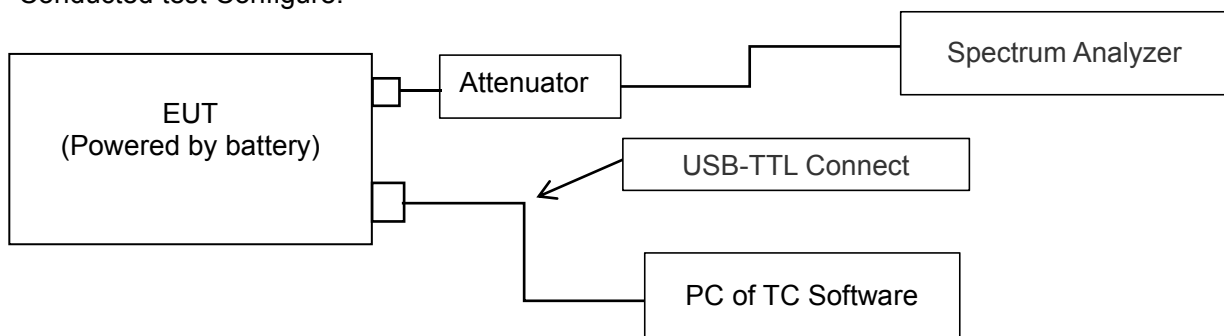 Conducted test Configure:
EUT
(Powered by battery)
Attenuator
Spectrum Analyzer
USB-TTL Connect
PC of TC Software